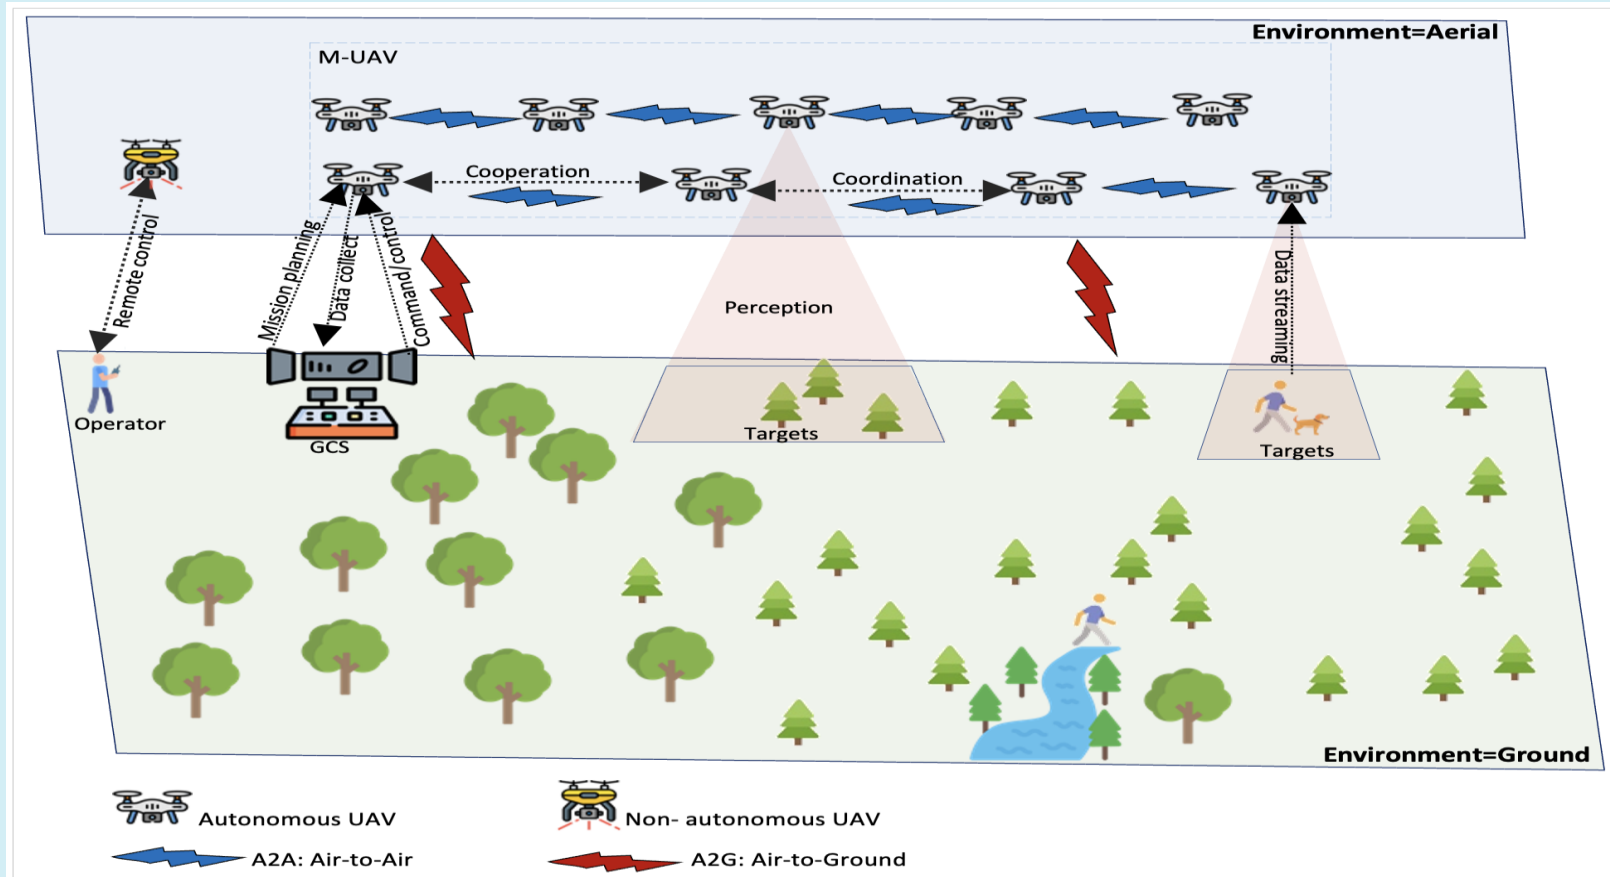 Environment=Aerial
M-UAV
Cooperation
Coordination
Remote control
Mission planning
Data collect
Command/control
Perception
Data streaming
Operator
GCS
Targets
Targets
Environment=Ground
Autonomous UAV
Non- autonomous UAV
A2A: Air-to-Air
A2G: Air-to-Ground